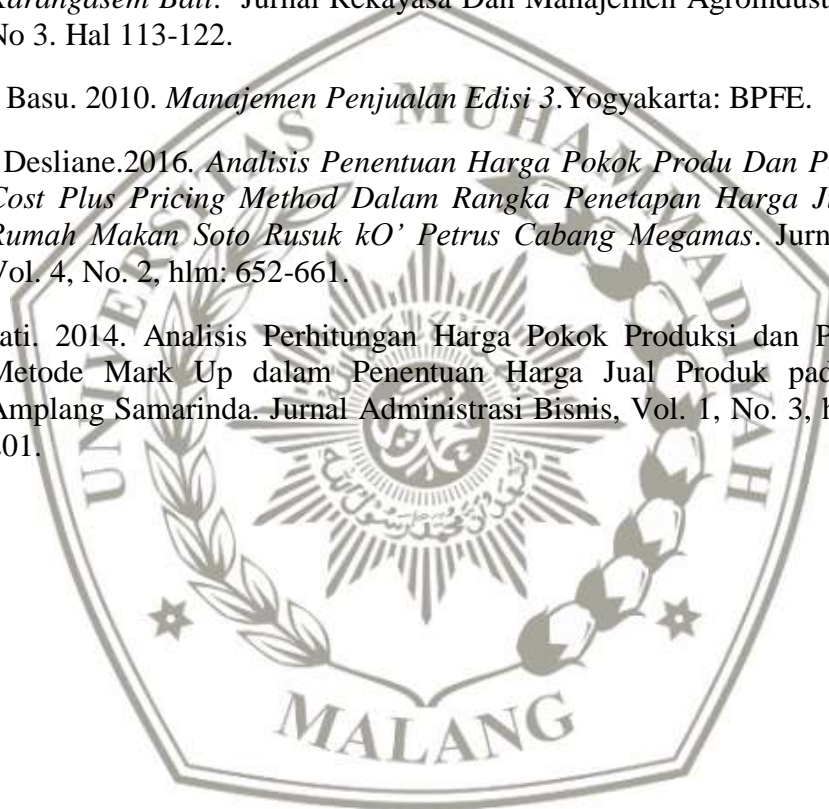 Karangasem Bali. Jurnal Rekayasa Dan Manajemen Agroindust
No 3. Hal 113-122.
Basu. 2010. Manajemen Penjualan Edisi 3.Yogyakarta: BPFE.
Desliane.2016. Analisis Penentuan Harga Pokok Produ Dan P
Cost Plus Pricing Method Dalam Rangka Penetapan Harga J
Rumah Makan Soto Rusuk kO’ Petrus Cabang Megamas. Jurn
Vol. 4, No. 2, hlm: 652-661.
ati. 2014. Analisis Perhitungan Harga Pokok Produksi dan P
Metode Mark Up dalam Penentuan Harga Jual Produk pad
Amplang Samarinda. Jurnal Administrasi Bisnis, Vol. 1, No. 3, h
201.
UNIVERSITAS MUHAMMADIYAH
MALANG